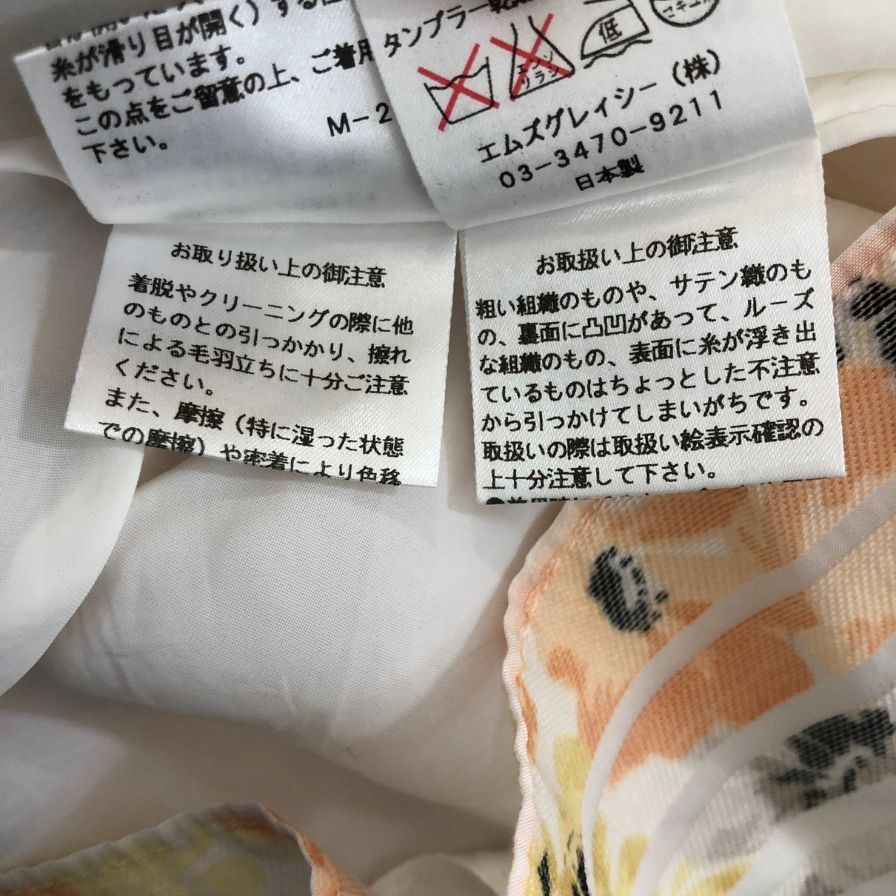 糸が滑り目が開く）する
をもっています。
この点をご留意の上、ご着用
下さい。
M-2
タンブラー乾
エンソ
サラシ
低
エムズグレイシー（株）
03-3470-9211
日本製
お取り扱い上の御注意
着脱やクリーニングの際に他
のものとの引っかかり、擦れ
による毛羽立ちに十分ご注意
ください。
また、摩擦（特に湿った状態
での摩擦）や密着により色移
お取扱い上の御注意
粗い組織のものや、サテン織のも
の、裏面に凸凹があって、ルーズ
な組織のもの、表面に糸が浮き出
ているものはちょっとした不注意
から引っかけてしまいがちです。
取扱いの際は取扱い絵表示確認の
上十分注意して下さい。